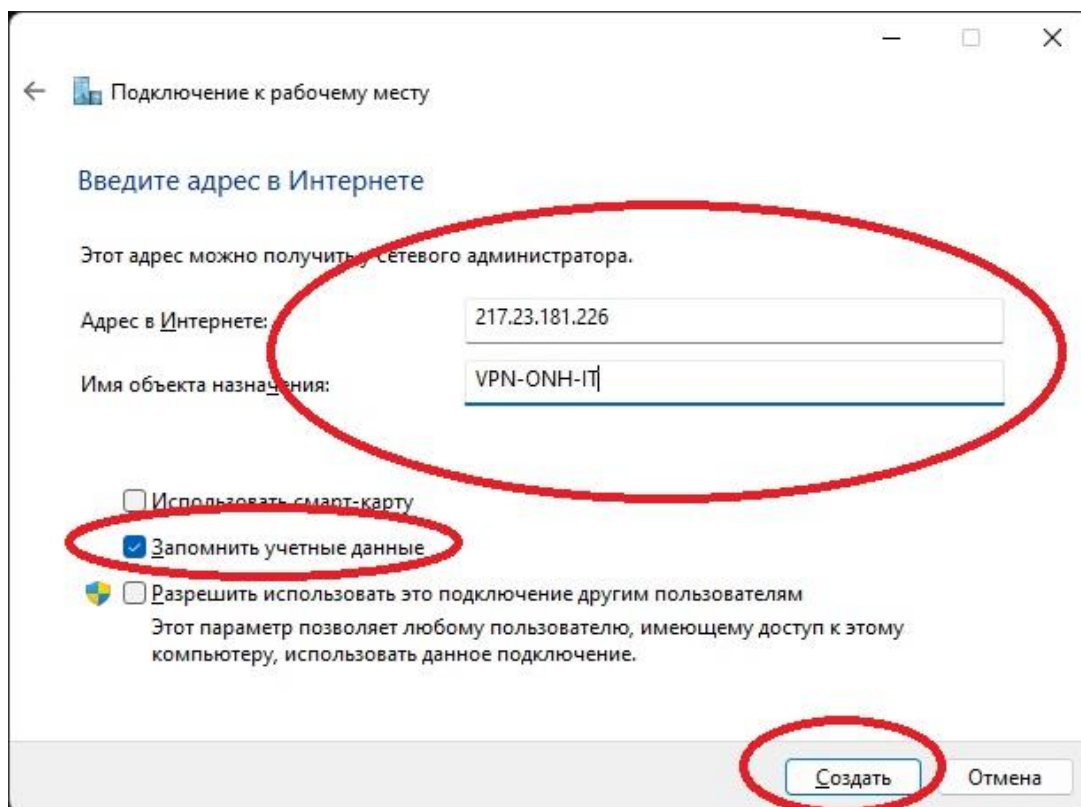 Подключение к рабочему месту
Введите адрес в Интернете
Этот адрес можно получить у сетевого администратора.
Адрес в Интернете: 217.23.181.226
Имя объекта назначения: VPN-ONH-IT
Использовать смарт-карту
Запомнить учетные данные
Разрешить использовать это подключение другим пользователям
Этот параметр позволяет любому пользователю, имеющему доступ к этому
компьютеру, использовать данное подключение.
Создать Отмена